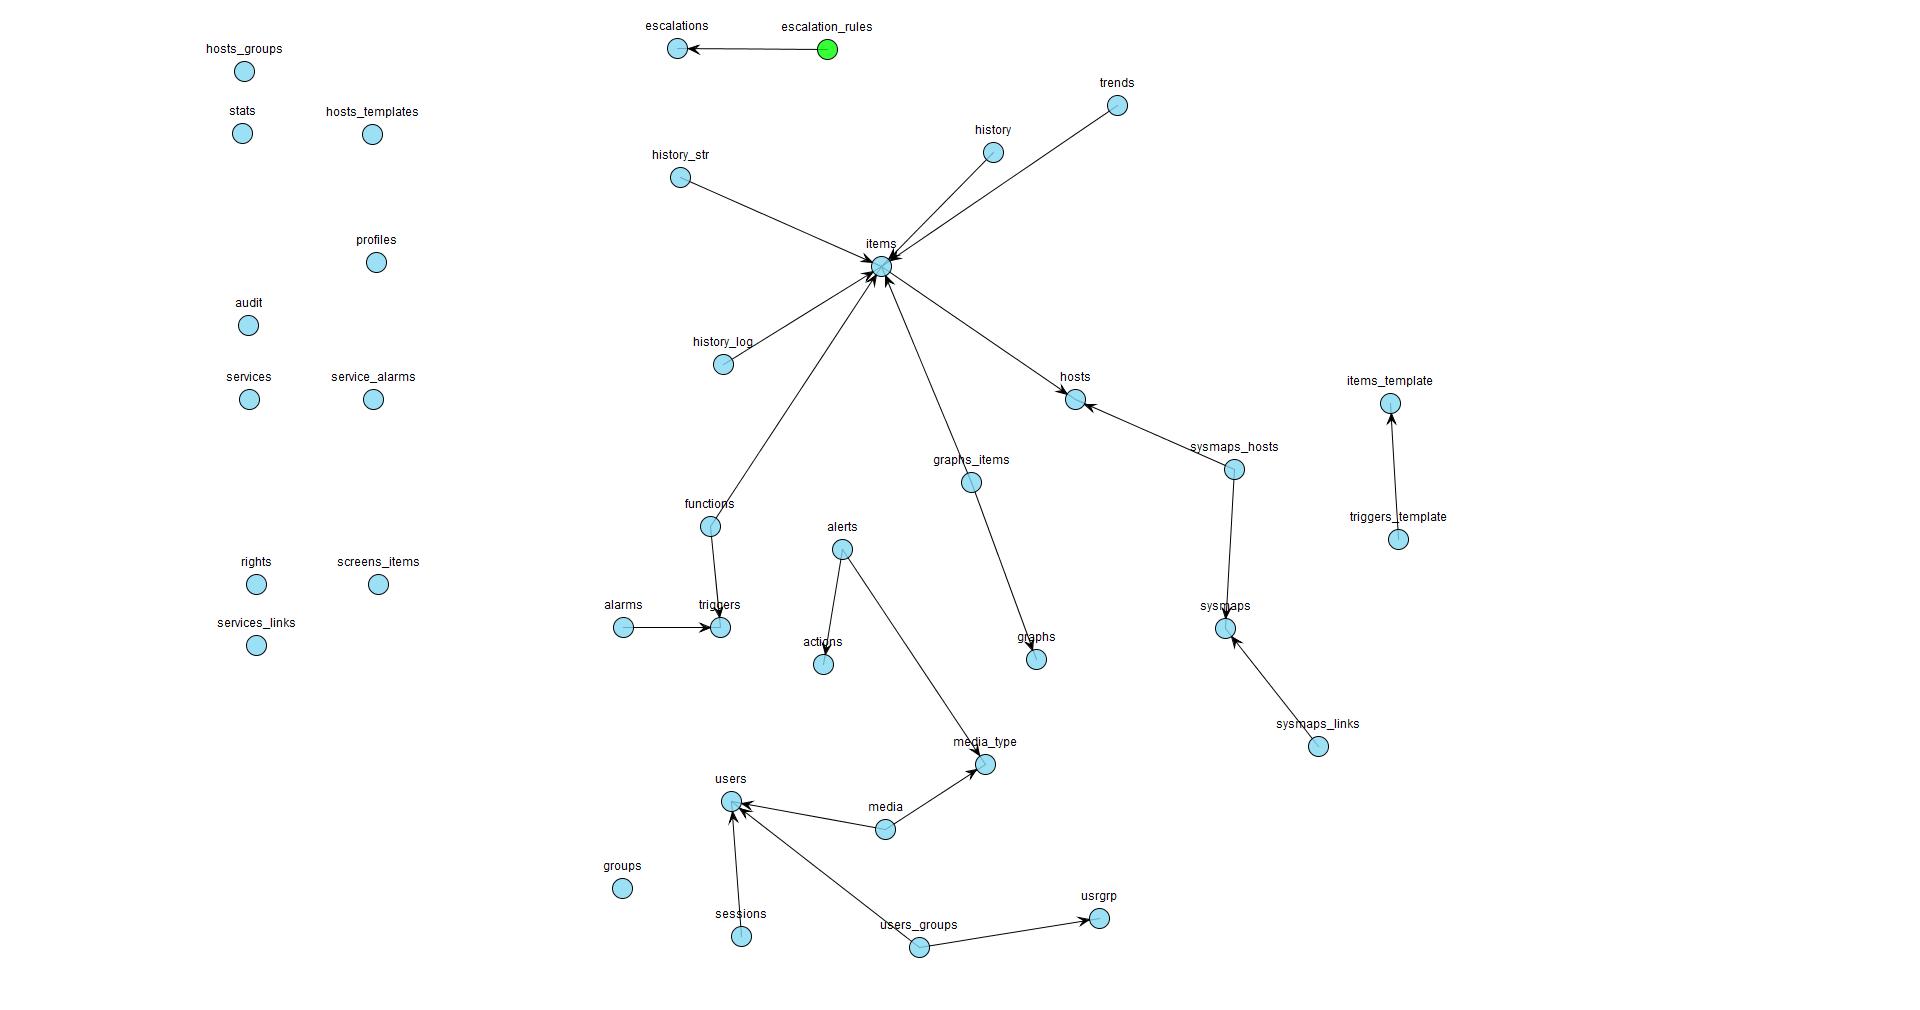 escalations
escalation_rules
hosts_groups
trends
stats
hosts_templates
history
history_str
profiles
items
audit
history_log
services
service_alarms
hosts
items_template
sysmaps_hosts
graphs_items
functions
triggers_template
alerts
rights
screens_items
alarms
triggers
sysmaps
services_links
actions
graphs
sysmaps_links
media_type
users
media
groups
usrgrp
sessions
users_groups